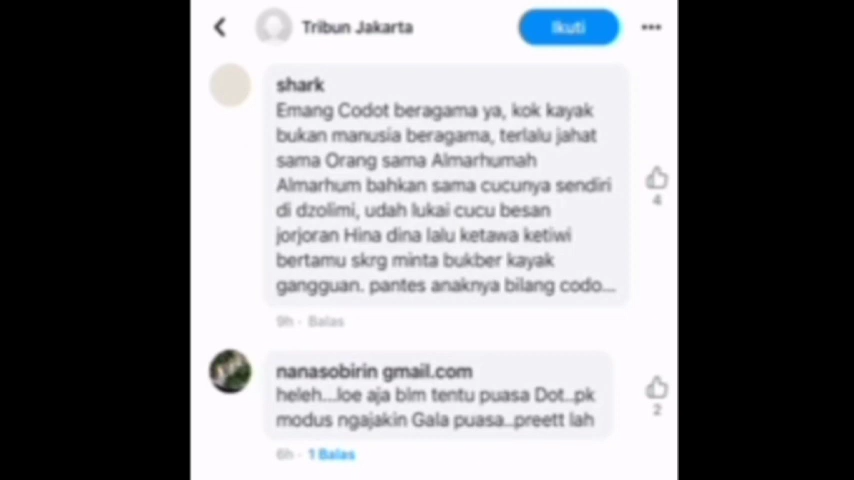 Tribun Jakarta
Ikuti
shark
Emang Codot beragama ya, kok kayak
bukan manusia beragama, terlalu jahat
sama Orang sama Almarhumah
Almarhum bahkan sama cucunya sendiri
di dzolimi, udah lukai cucu besan
jorjoran Hina dina lalu ketawa ketiwi
bertamu skrg minta bukber kayak
gangguan. pantes anaknya bilang codo...
4
9h · Balas
nanasobirin gmail.com
heleh...loe aja blm tentu puasa Dot..pk
modus ngajakin Gala puasa..preett lah
2
6h · 1 Balas